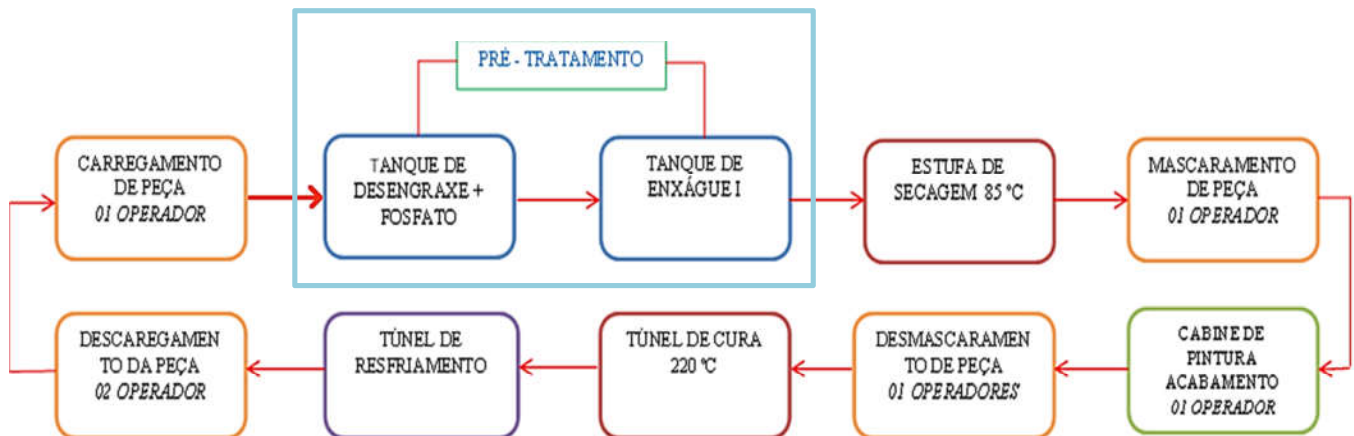 PRÉ - TRATAMENTO
CARREGAMENTO
DE PEÇA
01 OPERADOR
TANQUE DE
DESENGRAXE +
FOSFATO
TANQUE DE
ENXÁGUE I
ESTUFA DE
SECAGEM 85 °C
MASCARAMENTO
DE PEÇA
01 OPERADOR
CABINE DE
PINTURA
ACABAMENTO
01 OPERADOR
DESMASCARAMEN
TO DE PEÇA
01 OPERADORES
TÚNEL DE CURA
220 °C
TÚNEL DE
RESFRIAMENTO
DESCAREGAMEN
TO DA PEÇA
02 OPERADOR